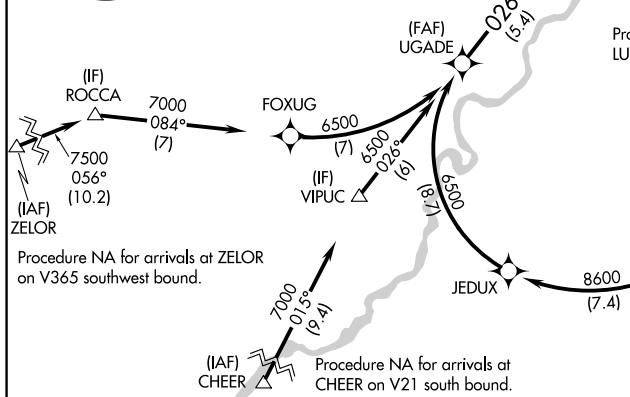 026
(5.4)
(FAF)
UGADE
Pro
LU
(IF)
ROCCA
7000
084°
(7)
FOXUG
6500
(7)
6500
026°
(6)
(IF)
VIPUC
6500
(8.7)
7500
056°
(10.2)
(IAF)
ZELOR
Procedure NA for arrivals at ZELOR
on V365 southwest bound.
JEDUX
8600
(7.4)
7000
015°
(9.4)
(IAF)
CHEER
Procedure NA for arrivals at
CHEER on V21 south bound.